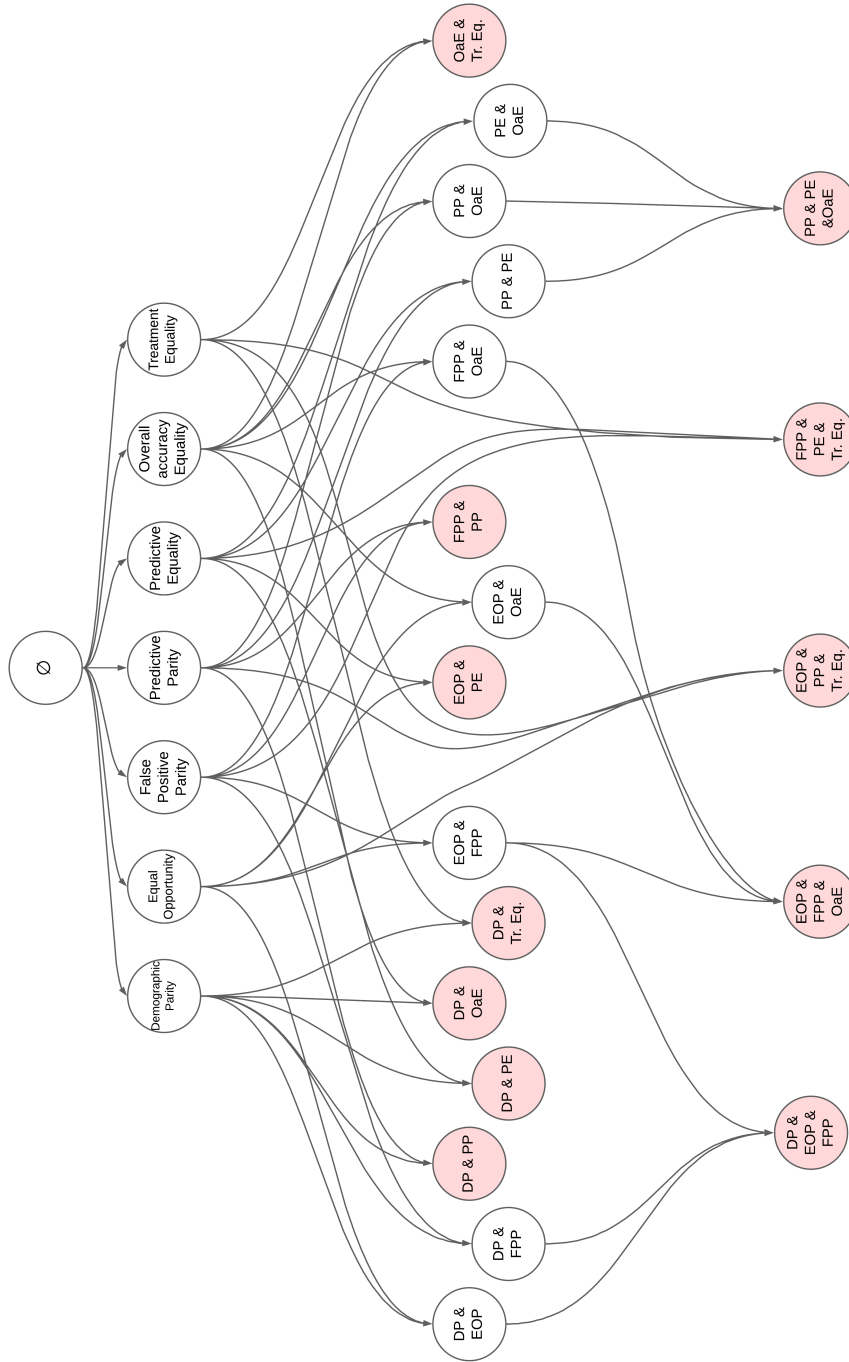 ∅
Demographic
Parity
Equal
Opportunity
False
Positive
Parity
Predictive
Parity
Predictive
Equality
Overall
accuracy
Equality
Treatment
Equality
DP &
EOP
DP &
FPP
DP & PP
DP & PE
DP &
OaE
DP &
Tr. Eq.
EOP &
FPP
EOP &
PE
EOP &
OaE
FPP &
PP
FPP &
OaE
PP & PE
PP &
OaE
PE &
OaE
OaE &
Tr. Eq.
DP &
EOP &
FPP
EOP &
FPP &
OaE
EOP &
PP &
Tr. Eq.
FPP &
PE &
Tr. Eq.
PP & PE
&OaE